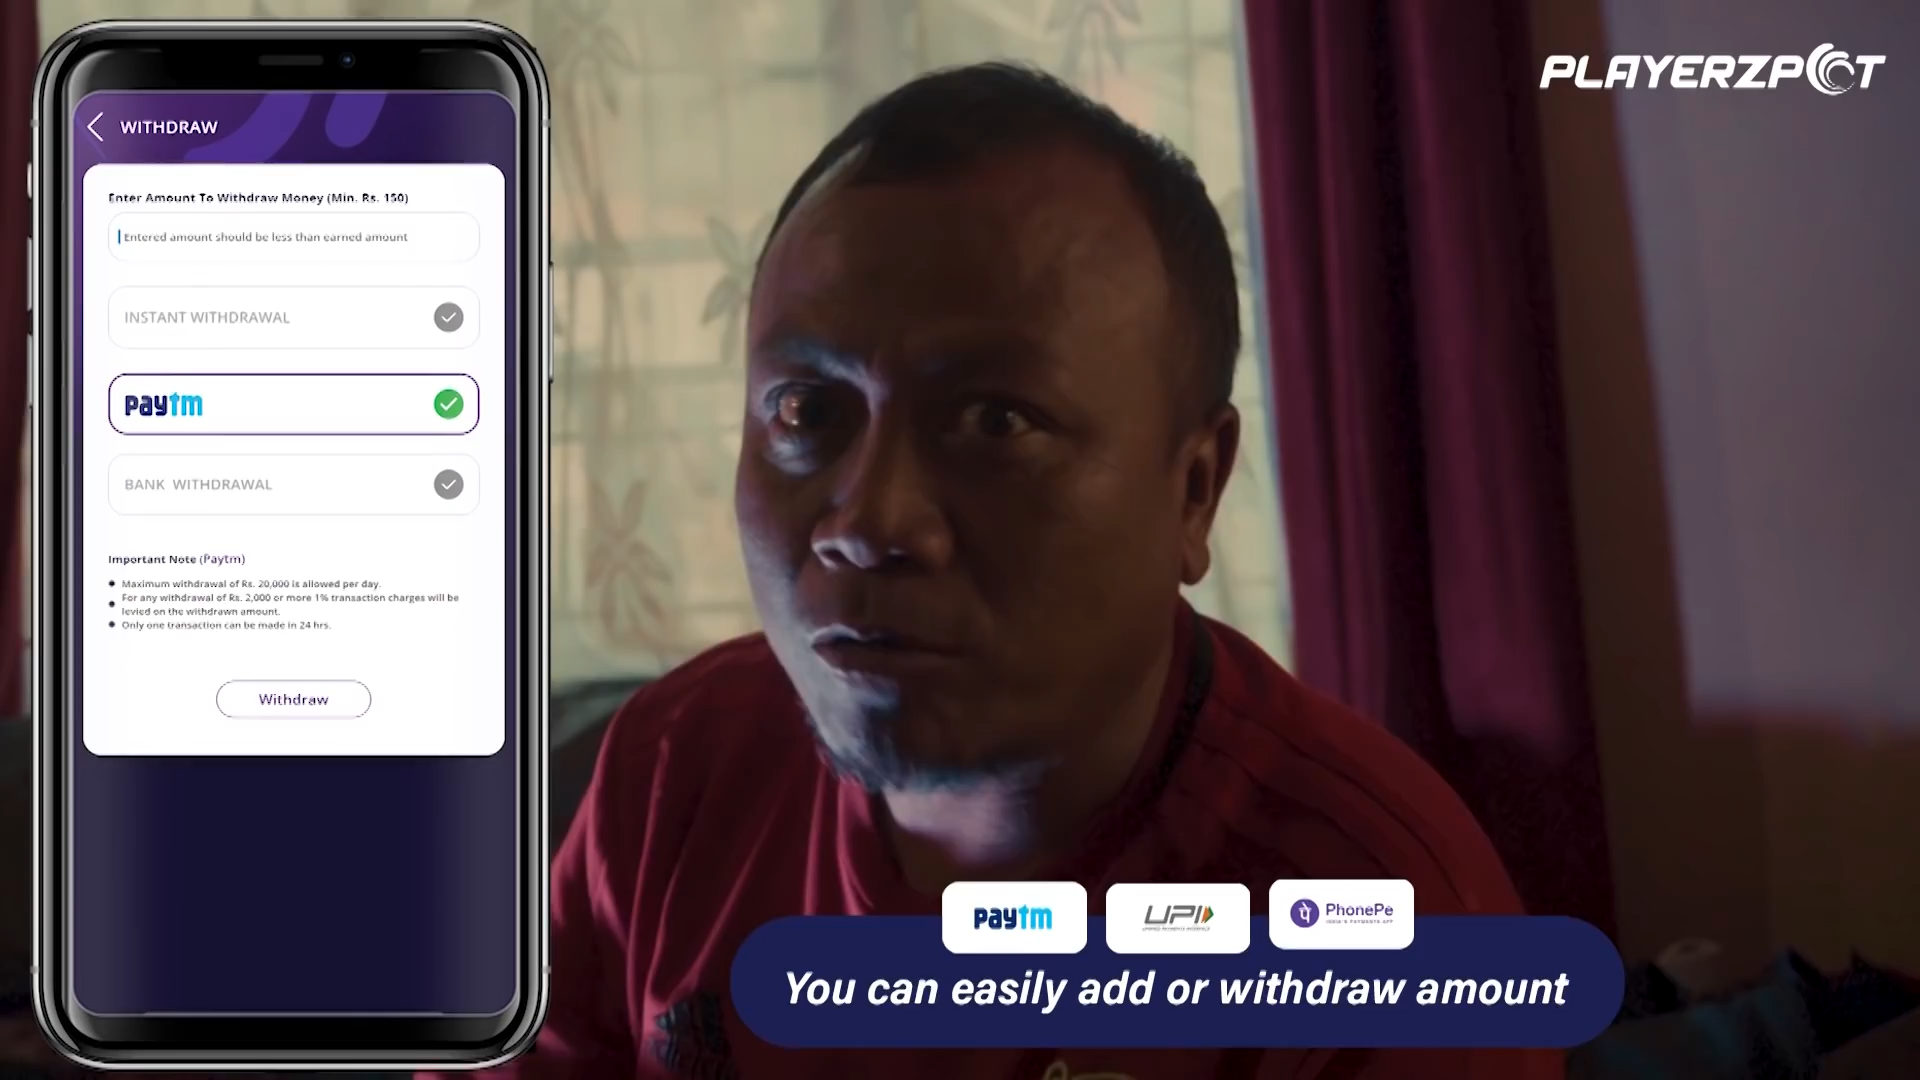 PLAYERZPOT
WITHDRAW
Enter Amount To Withdraw Money (Min. Rs. 150)
Entered amount should be less than earned amount
INSTANT WITHDRAWAL
paytm
BANK WITHDRAWAL
Important Note (Paytm)
Maximum withdrawal of Rs. 20,000 is allowed per day.
For any withdrawal of Rs. 2,000 or more 1% transaction charges will be
levied on the withdrawn amount.
Only one transaction can be made in 24 hrs.
Withdraw
paytm
UPI
पे PhonePe
You can easily add or withdraw amount